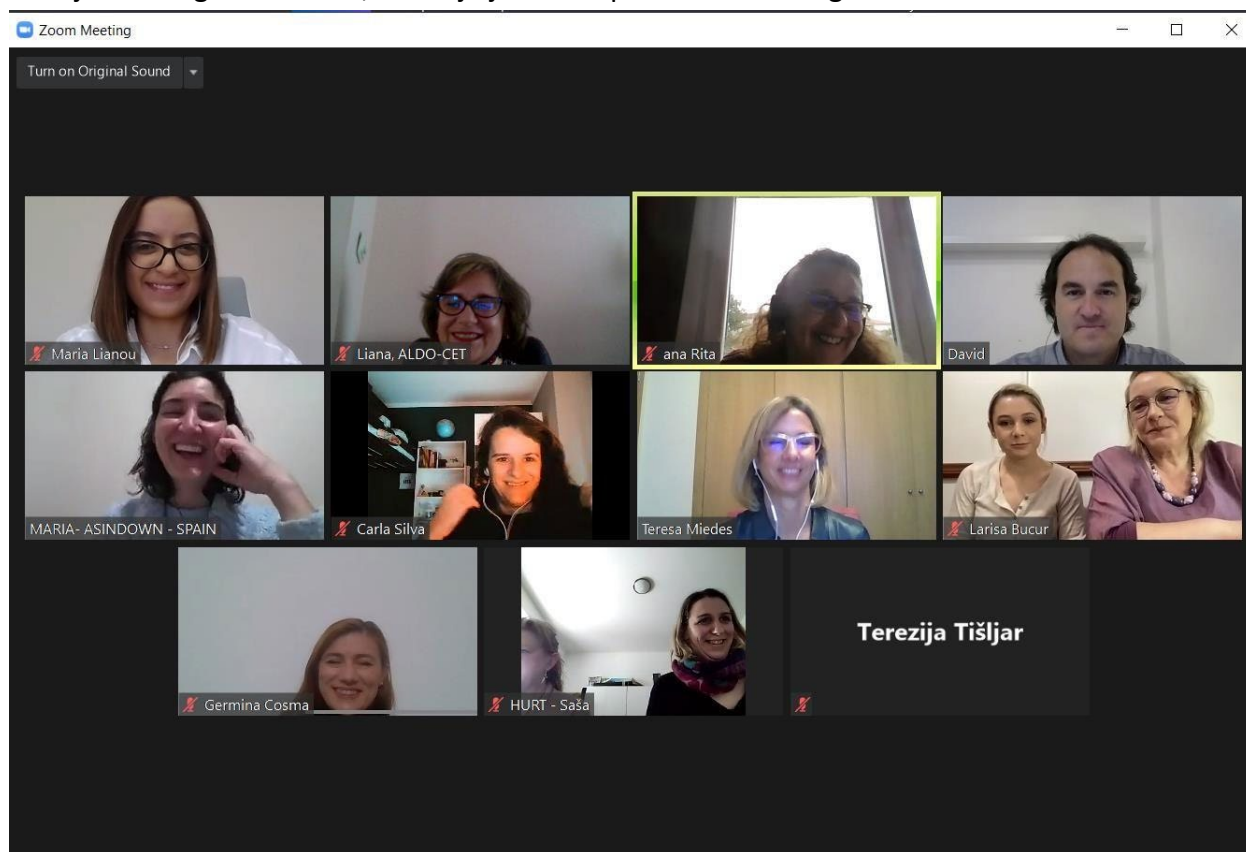 Zoom Meeting
Turn on Original Sound
Maria Lianou
Liana, ALDO-CET
ana Rita
David
MARIA- ASINDOWN - SPAIN
Carla Silva
Teresa Miedes
Larisa Bucur
Germina Cosma
HURT - Saša
Terezija Tišljar